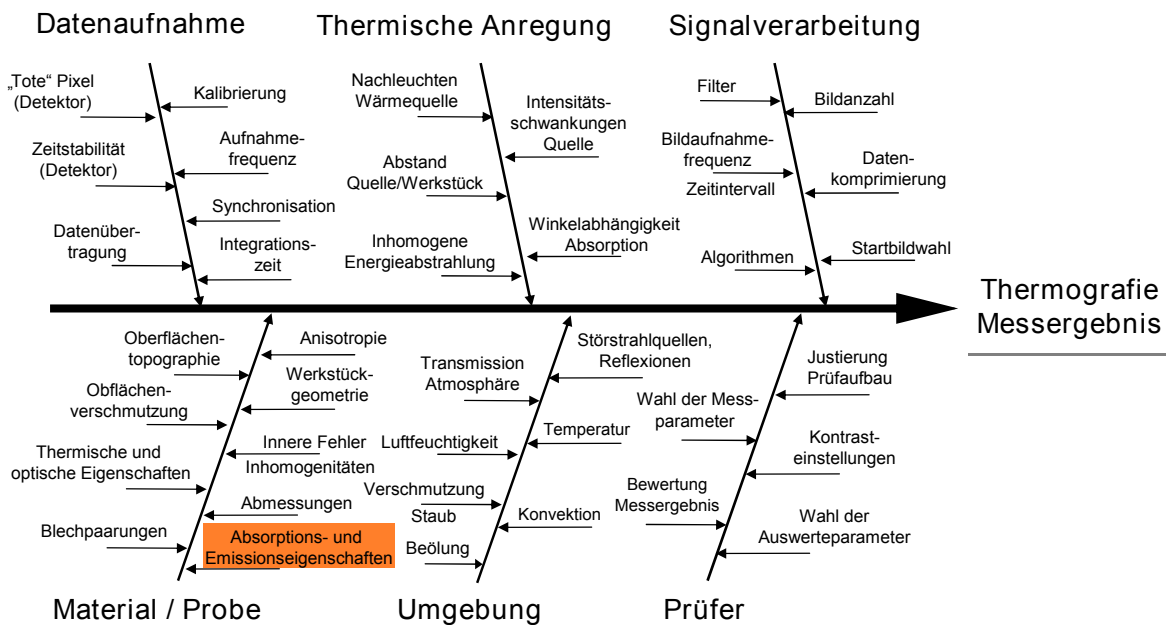 Datenaufnahme
Thermische Anregung
Signalverarbeitung
„Tote“ Pixel
(Detektor)
Kalibrierung
Aufnahme-
frequenz
Zeitstabilität
(Detektor)
Synchronisation
Datenüber-
tragung
Integrations-
zeit
Nachleuchten
Wärmequelle
Intensitäts-
schwankungen
Quelle
Abstand
Quelle/Werkstück
Winkelabhängigkeit
Absorption
Inhomogene
Energieabstrahlung
Filter
Bildanzahl
Bildaufnahme-
frequenz
Zeitintervall
Daten-
komprimierung
Algorithmen
Startbildwahl
Thermografie
Messergebnis
Oberflächen-
topographie
Anisotropie
Obflächen-
verschmutzung
Werkstück-
geometrie
Thermische und
optische Eigenschaften
Innere Fehler
Inhomogenitäten
Abmessungen
Blechpaarungen
Absorptions- und
Emissionseigenschaften
Störstrahlquellen,
Reflexionen
Transmission
Atmosphäre
Temperatur
Luftfeuchtigkeit
Verschmutzung
Staub
Konvektion
Beölung
Justierung
Prüfaufbau
Wahl der Mess-
parameter
Kontrast-
einstellungen
Bewertung
Messergebnis
Wahl der
Auswerteparameter
Material / Probe
Umgebung
Prüfer